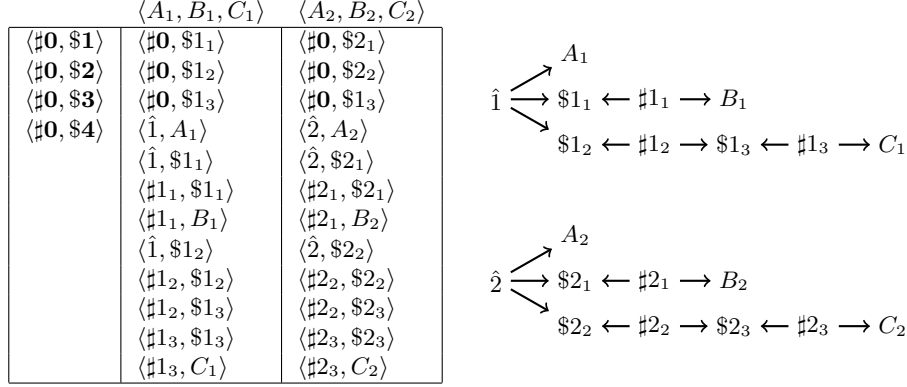 ⟨A₁, B₁, C₁⟩ ⟨A₂, B₂, C₂⟩
⟨♯0, $1⟩ ⟨♯0, $1₁⟩ ⟨♯0, $2₁⟩
⟨♯0, $2⟩ ⟨♯0, $1₂⟩ ⟨♯0, $2₂⟩
⟨♯0, $3⟩ ⟨♯0, $1₃⟩ ⟨♯0, $1₃⟩
⟨♯0, $4⟩ ⟨1̂, A₁⟩ ⟨2̂, A₂⟩
⟨1̂, $1₁⟩ ⟨2̂, $2₁⟩
⟨♯1₁, $1₁⟩ ⟨♯2₁, $2₁⟩
⟨♯1₁, B₁⟩ ⟨♯2₁, B₂⟩
⟨1̂, $1₂⟩ ⟨2̂, $2₂⟩
⟨♯1₂, $1₂⟩ ⟨♯2₂, $2₂⟩
⟨♯1₂, $1₃⟩ ⟨♯2₂, $2₃⟩
⟨♯1₃, $1₃⟩ ⟨♯2₃, $2₃⟩
⟨♯1₃, C₁⟩ ⟨♯2₃, C₂⟩
A₁
1̂ → $1₁ ← ♯1₁ → B₁
$1₂ ← ♯1₂ → $1₃ ← ♯1₃ → C₁
A₂
2̂ → $2₁ ← ♯2₁ → B₂
$2₂ ← ♯2₂ → $2₃ ← ♯2₃ → C₂